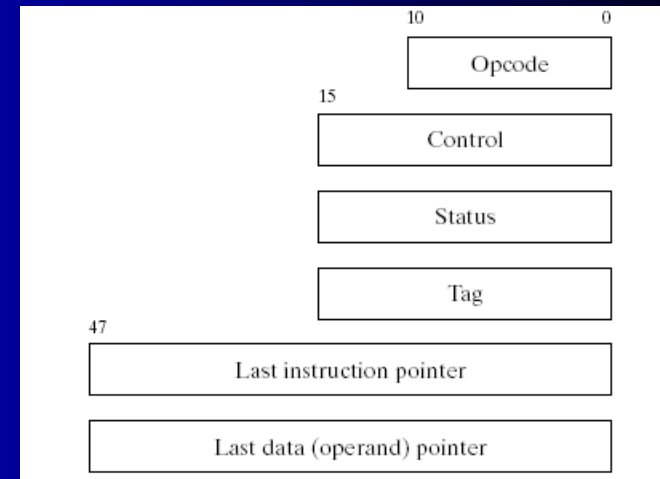 10 0
Opcode
15
Control
Status
Tag
47
Last instruction pointer
Last data (operand) pointer